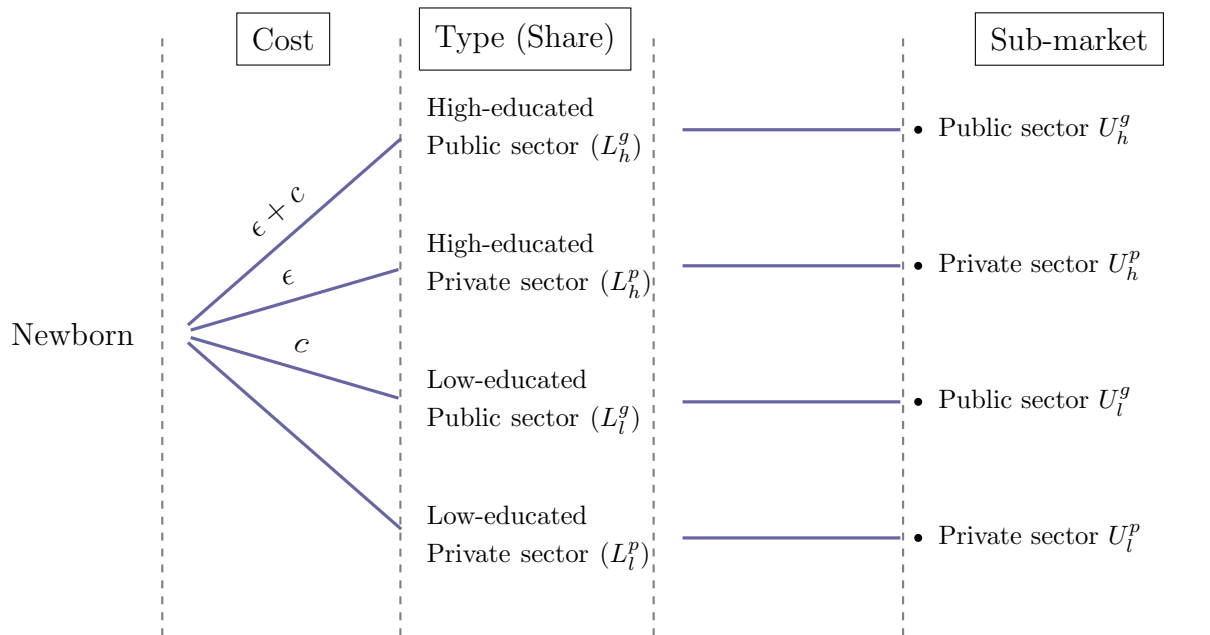 Cost
Type (Share)
Sub-market
High-educated
Public sector ($L_h^g$)
• Public sector $U_h^g$
$\epsilon + c$
High-educated
Private sector ($L_h^p$)
• Private sector $U_h^p$
$\epsilon$
Newborn
$c$
Low-educated
Public sector ($L_l^g$)
• Public sector $U_l^g$
Low-educated
Private sector ($L_l^p$)
• Private sector $U_l^p$